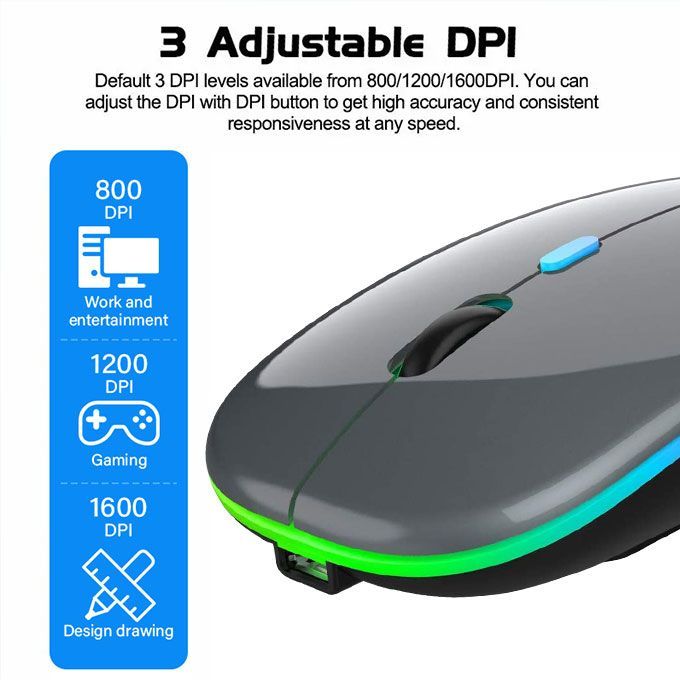 3 Adjustable DPI
Default 3 DPI levels available from 800/1200/1600DPI. You can
adjust the DPI with DPI button to get high accuracy and consistent
responsiveness at any speed.
800
DPI
Work and
entertainment
1200
DPI
Gaming
1600
DPI
Design drawing